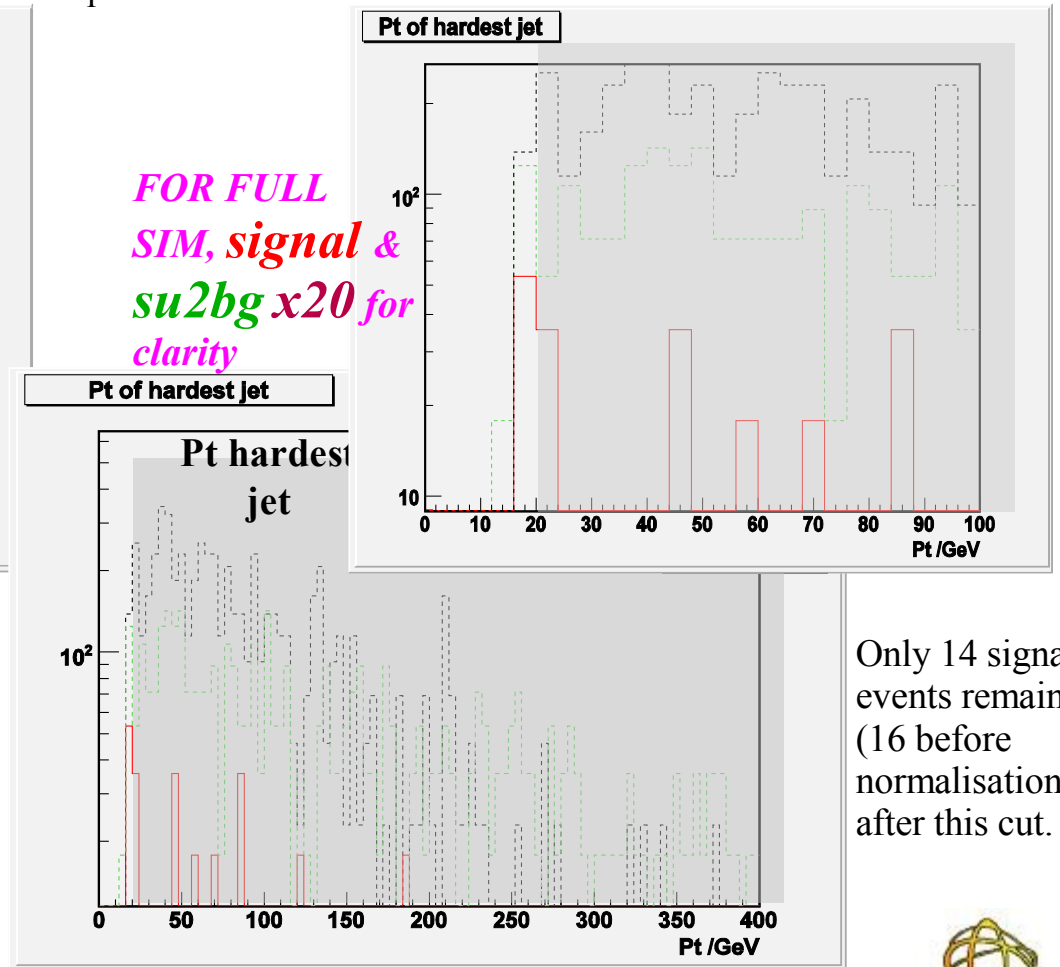 Pt of hardest jet
10²
10
0 10 20 30 40 50 60 70 80 90 100
Pt /GeV
FOR FULL
SIM, signal &
su2bg x20 for
clarity
Pt of hardest jet
Pt hardest
jet
10²
0 50 100 150 200 250 300 350 400
Pt /GeV
Only 14
events remain
(16 before
normalisation
after this cut.